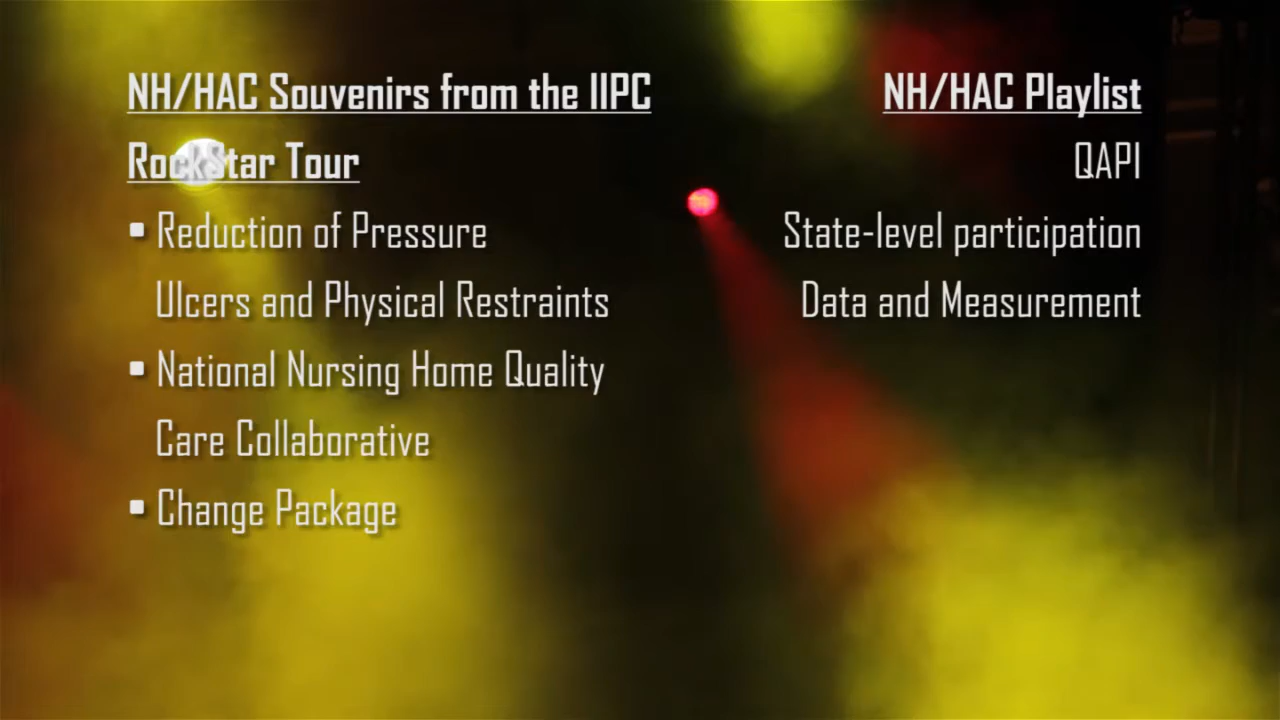 NH/HAC Souvenirs from the IIPC
RockStar Tour
▪ Reduction of Pressure
Ulcers and Physical Restraints
▪ National Nursing Home Quality
Care Collaborative
▪ Change Package
NH/HAC Playlist
QAPI
State-level participation
Data and Measurement